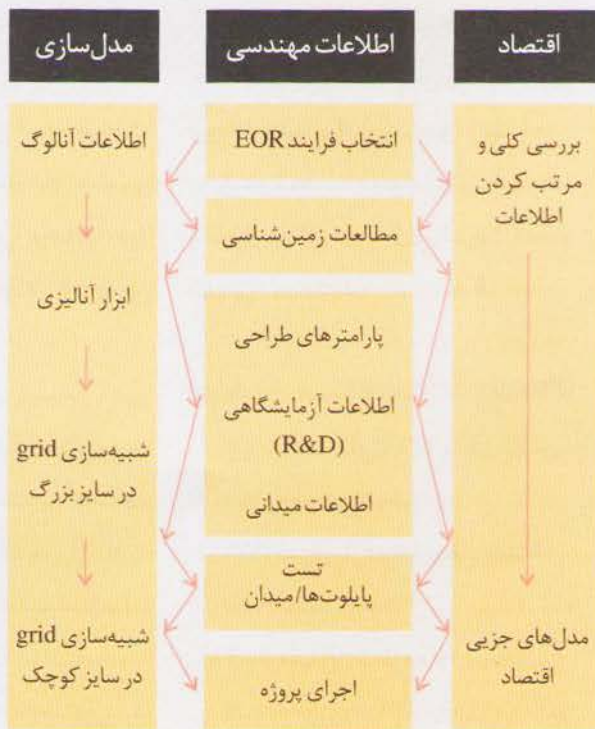 اقتصاد
بررسی کلی و
مرتب کردن
اطلاعات
مدل‌های جزیی
اقتصاد
اطلاعات مهندسی
انتخاب فرایند EOR
مطالعات زمین‌شناسی
پارامترهای طراحی
اطلاعات آزمایشگاهی
(R&D)
اطلاعات میدانی
تست
پایلوت‌ها/میدان
اجرای پروژه
مدل‌سازی
اطلاعات آنالوگ
ابزار آنالیزی
شبیه‌سازی grid
در سایز بزرگ
شبیه‌سازی grid
در سایز کوچک